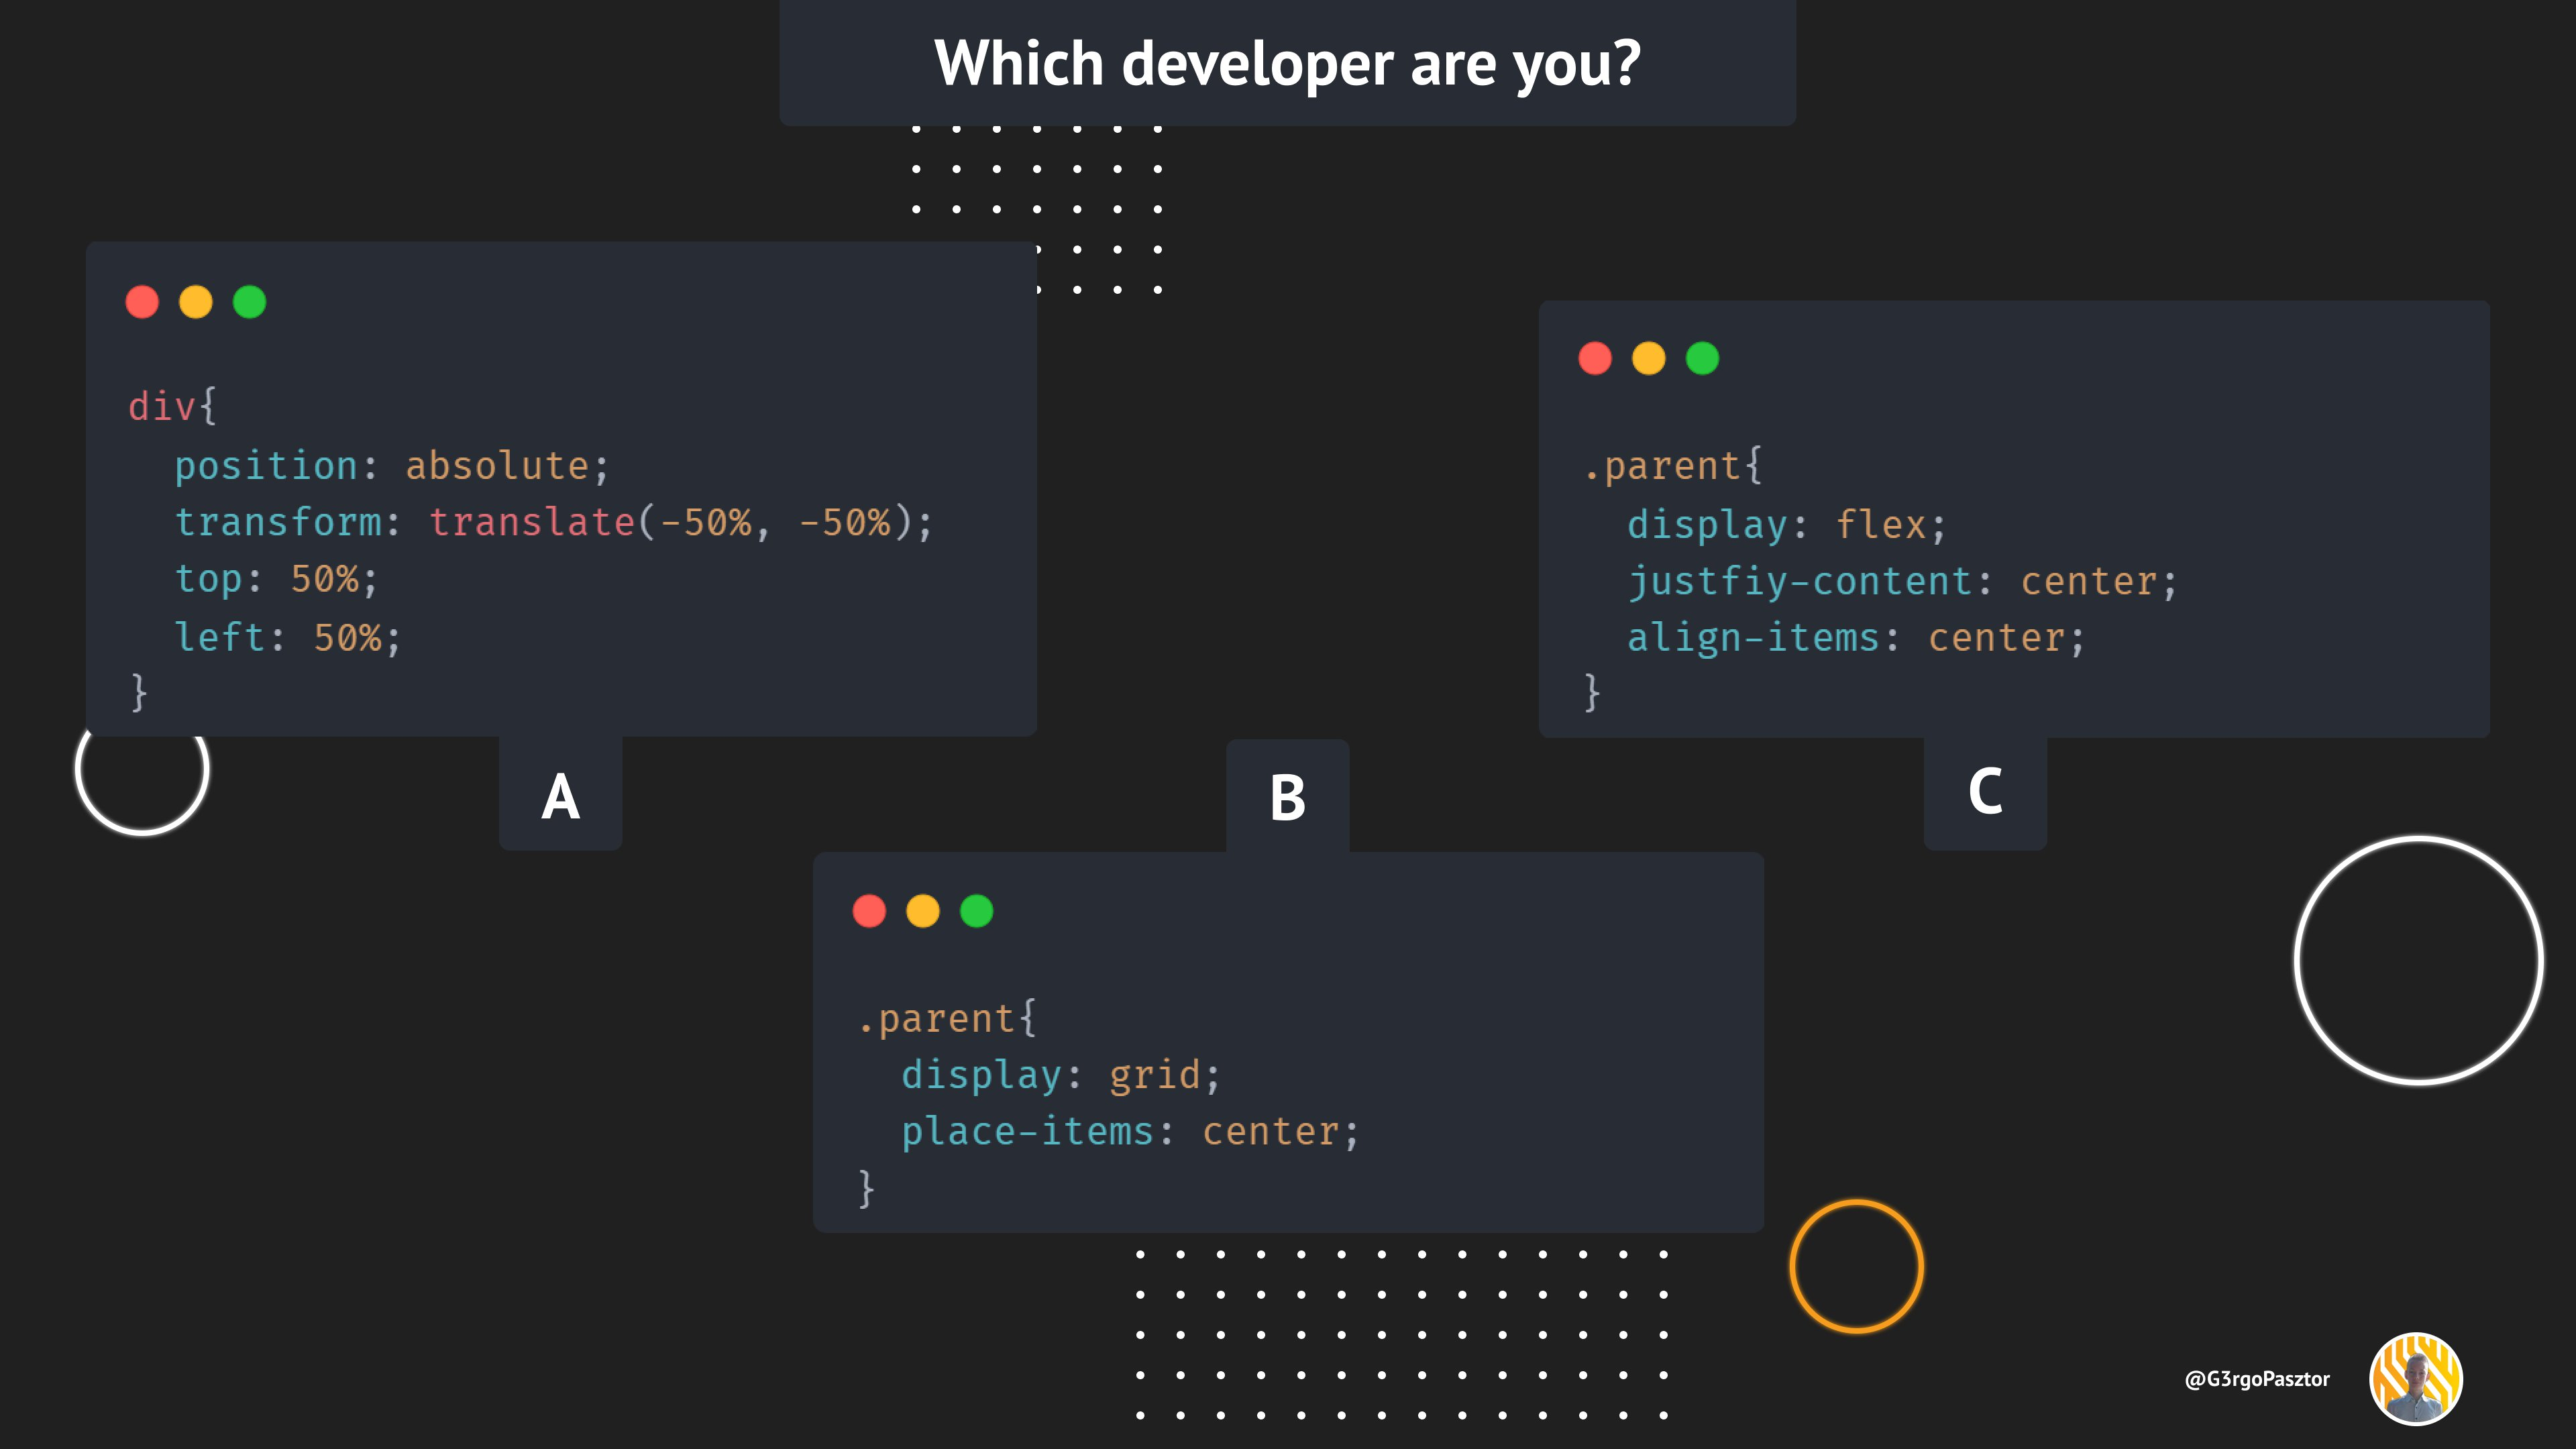 Which developer are you?
div{
  position: absolute;
  transform: translate(-50%, -50%);
  top: 50%;
  left: 50%;
}
A
B
.parent{
  display: grid;
  place-items: center;
}
.parent{
  display: flex;
  justfiy-content: center;
  align-items: center;
}
C
@G3rgoPasztor